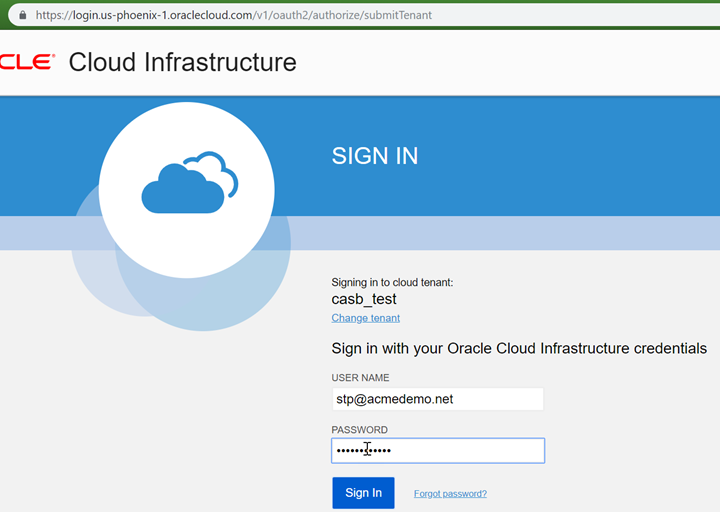 https://login.us-phoenix-1.oraclecloud.com/v1/oauth2/authorize/submitTenant
CLE® Cloud Infrastructure
SIGN IN
Signing in to cloud tenant:
casb_test
Change tenant
Sign in with your Oracle Cloud Infrastructure credentials
USER NAME
stp@acmedemo.net
PASSWORD
••••••••••••
Sign In Forgot password?